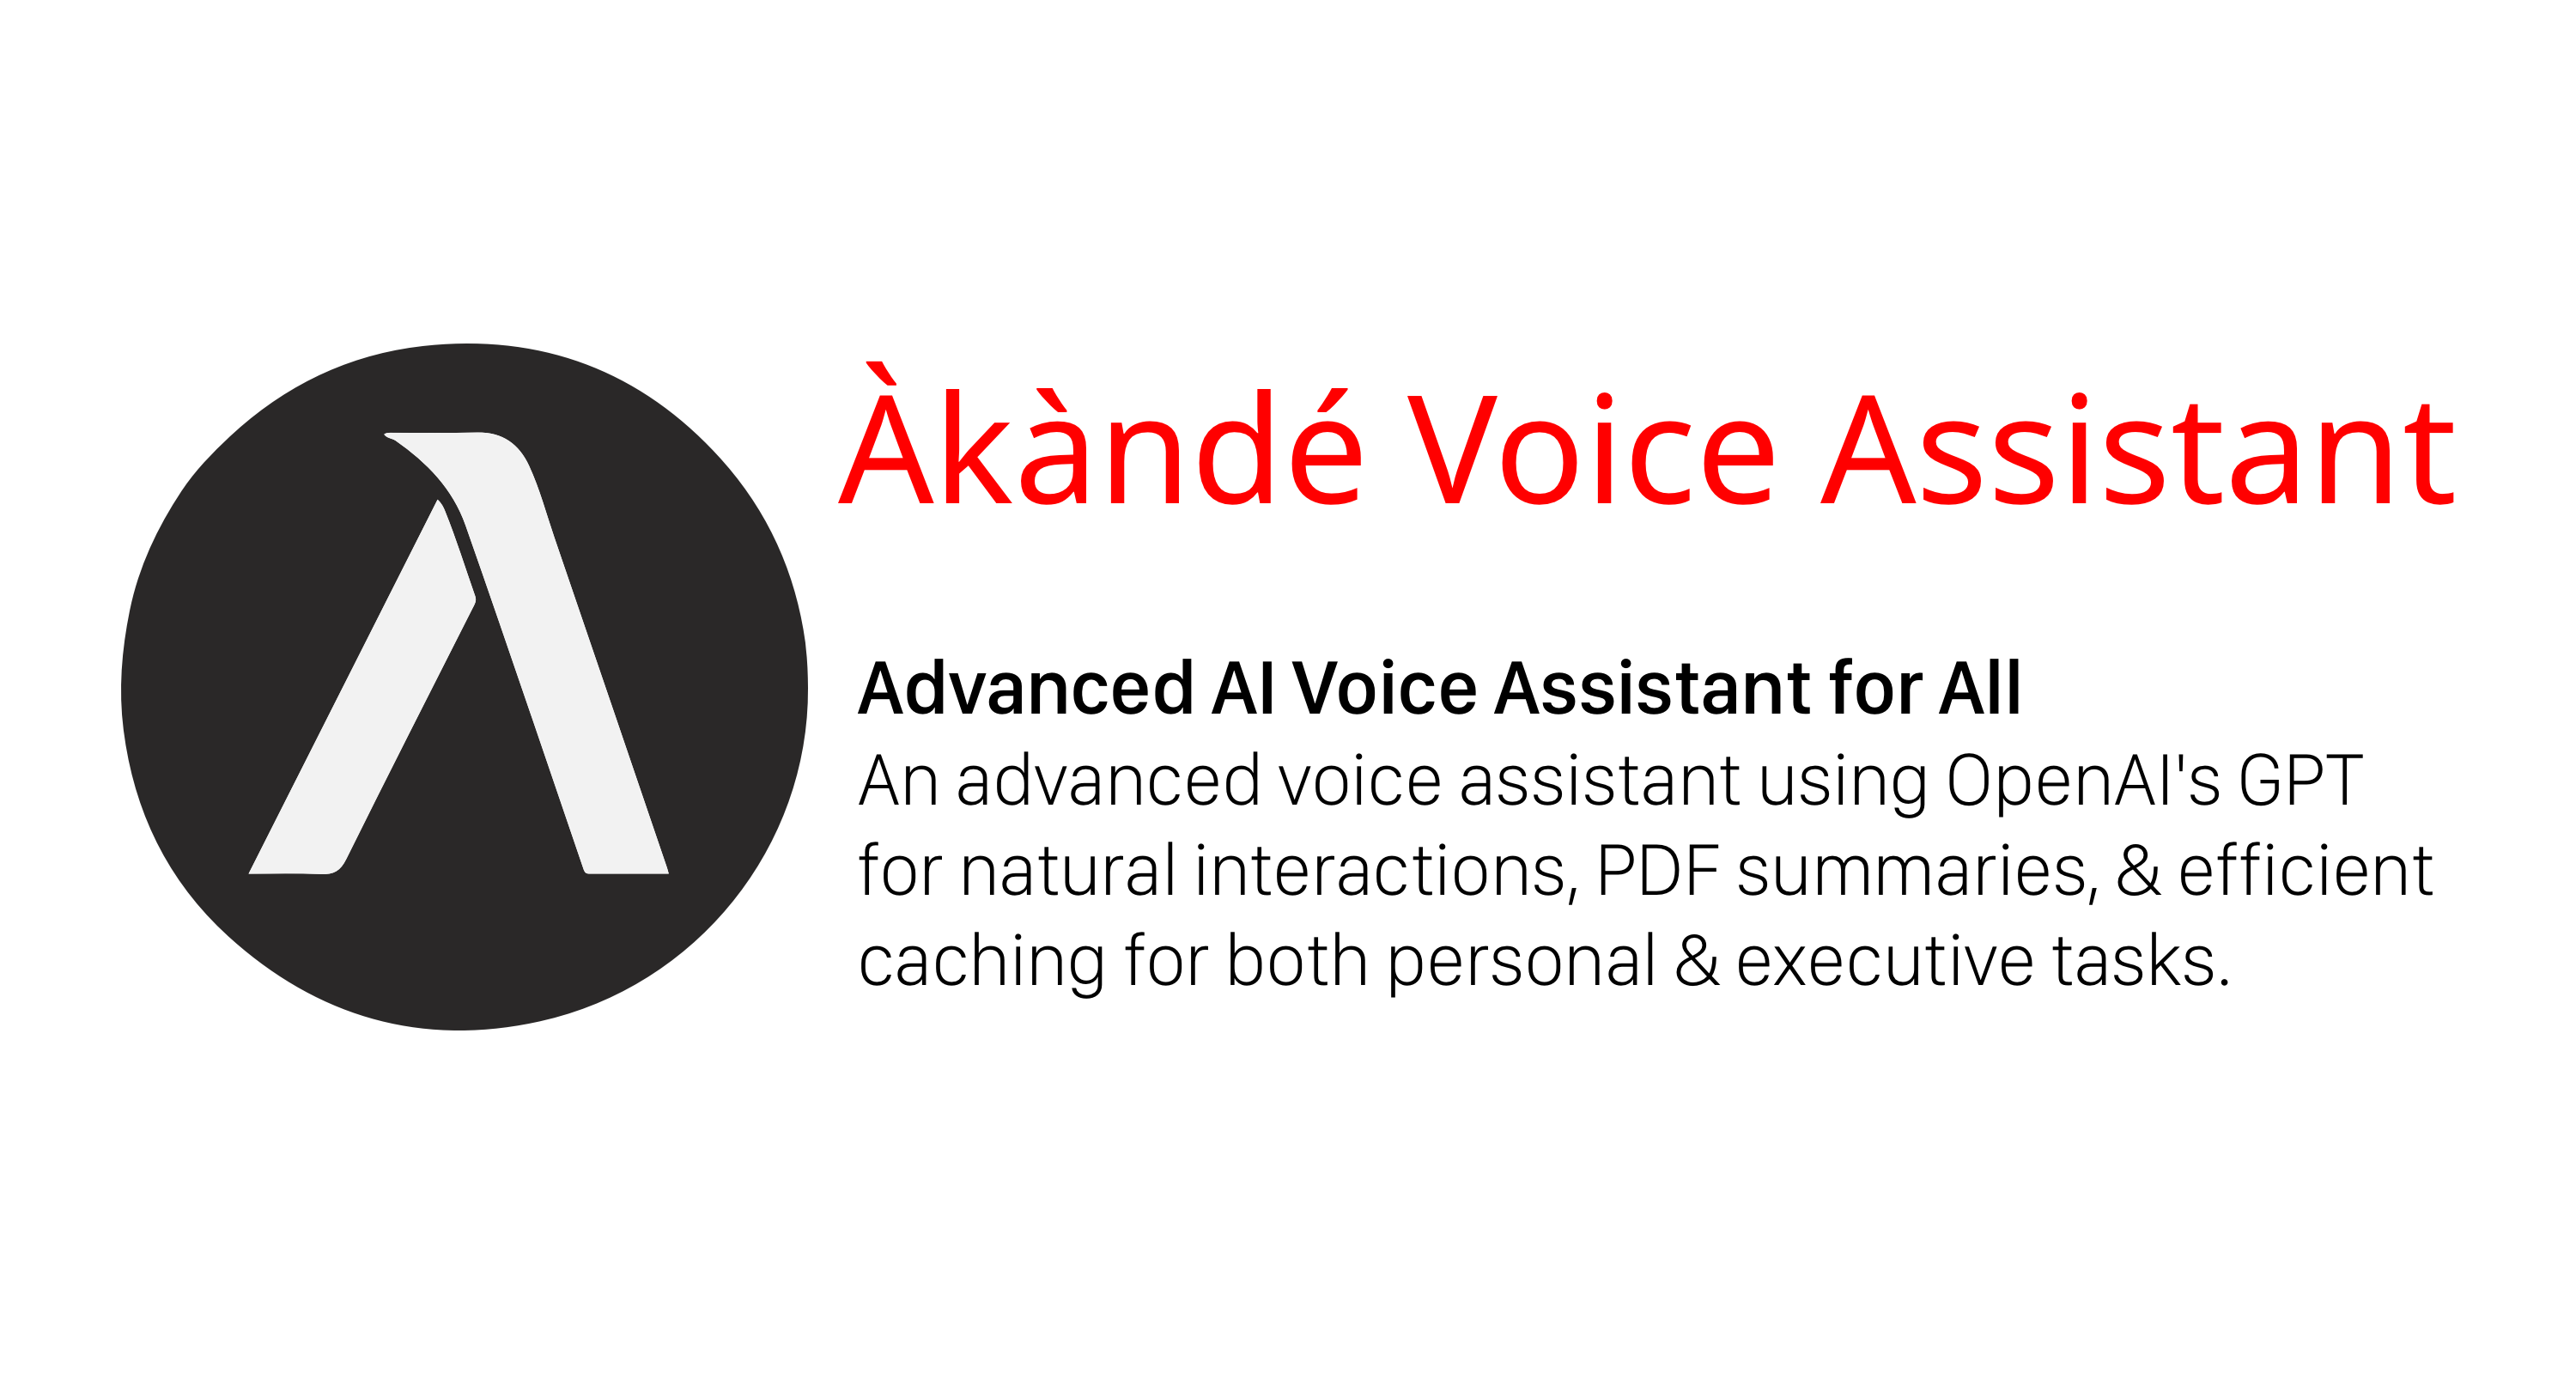 Àkàndé Voice Assistant
Advanced AI Voice Assistant for All
An advanced voice assistant using OpenAI's GPT
for natural interactions, PDF summaries, & efficient
caching for both personal & executive tasks.